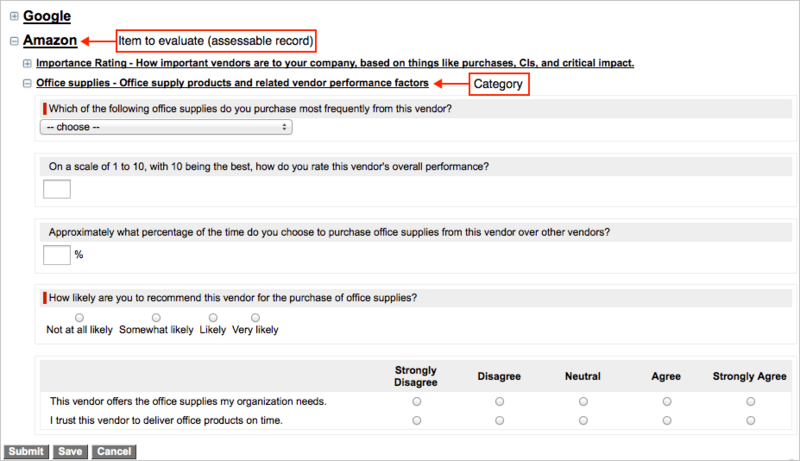 Google
Amazon
Item to evaluate (assessable record)
Importance Rating - How important vendors are to your company, based on things like purchases, CIs, and critical impact.
Office supplies - Office supply products and related vendor performance factors
Category
Which of the following office supplies do you purchase most frequently from this vendor?
-- choose --
On a scale of 1 to 10, with 10 being the best, how do you rate this vendor's overall performance?
Approximately what percentage of the time do you choose to purchase office supplies from this vendor over other vendors?
%
How likely are you to recommend this vendor for the purchase of office supplies?
Not at all likely Somewhat likely Likely Very likely
Strongly Disagree Disagree Neutral Agree Strongly Agree
This vendor offers the office supplies my organization needs.
I trust this vendor to deliver office products on time.
Submit Save Cancel